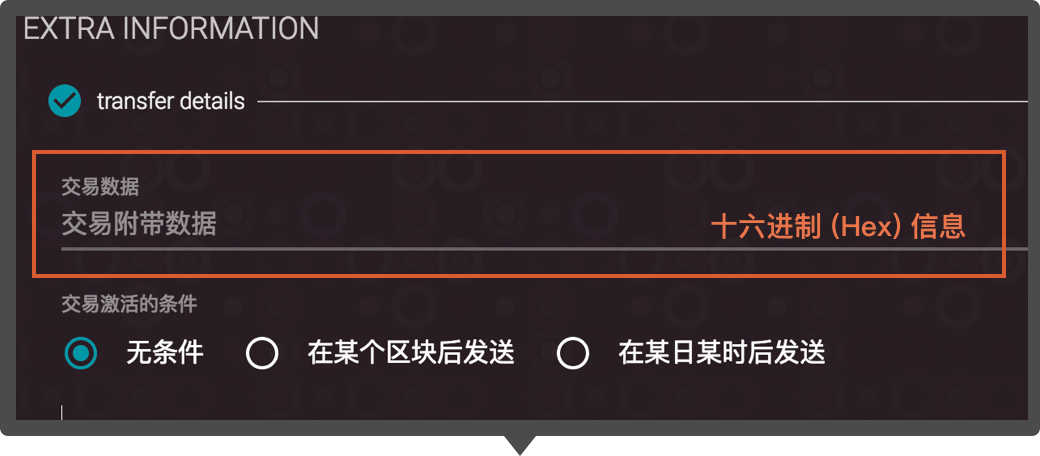 EXTRA INFORMATION
transfer details
交易数据
交易附带数据 十六进制 (Hex) 信息
交易激活的条件
无条件 在某个区块后发送 在某日某时后发送